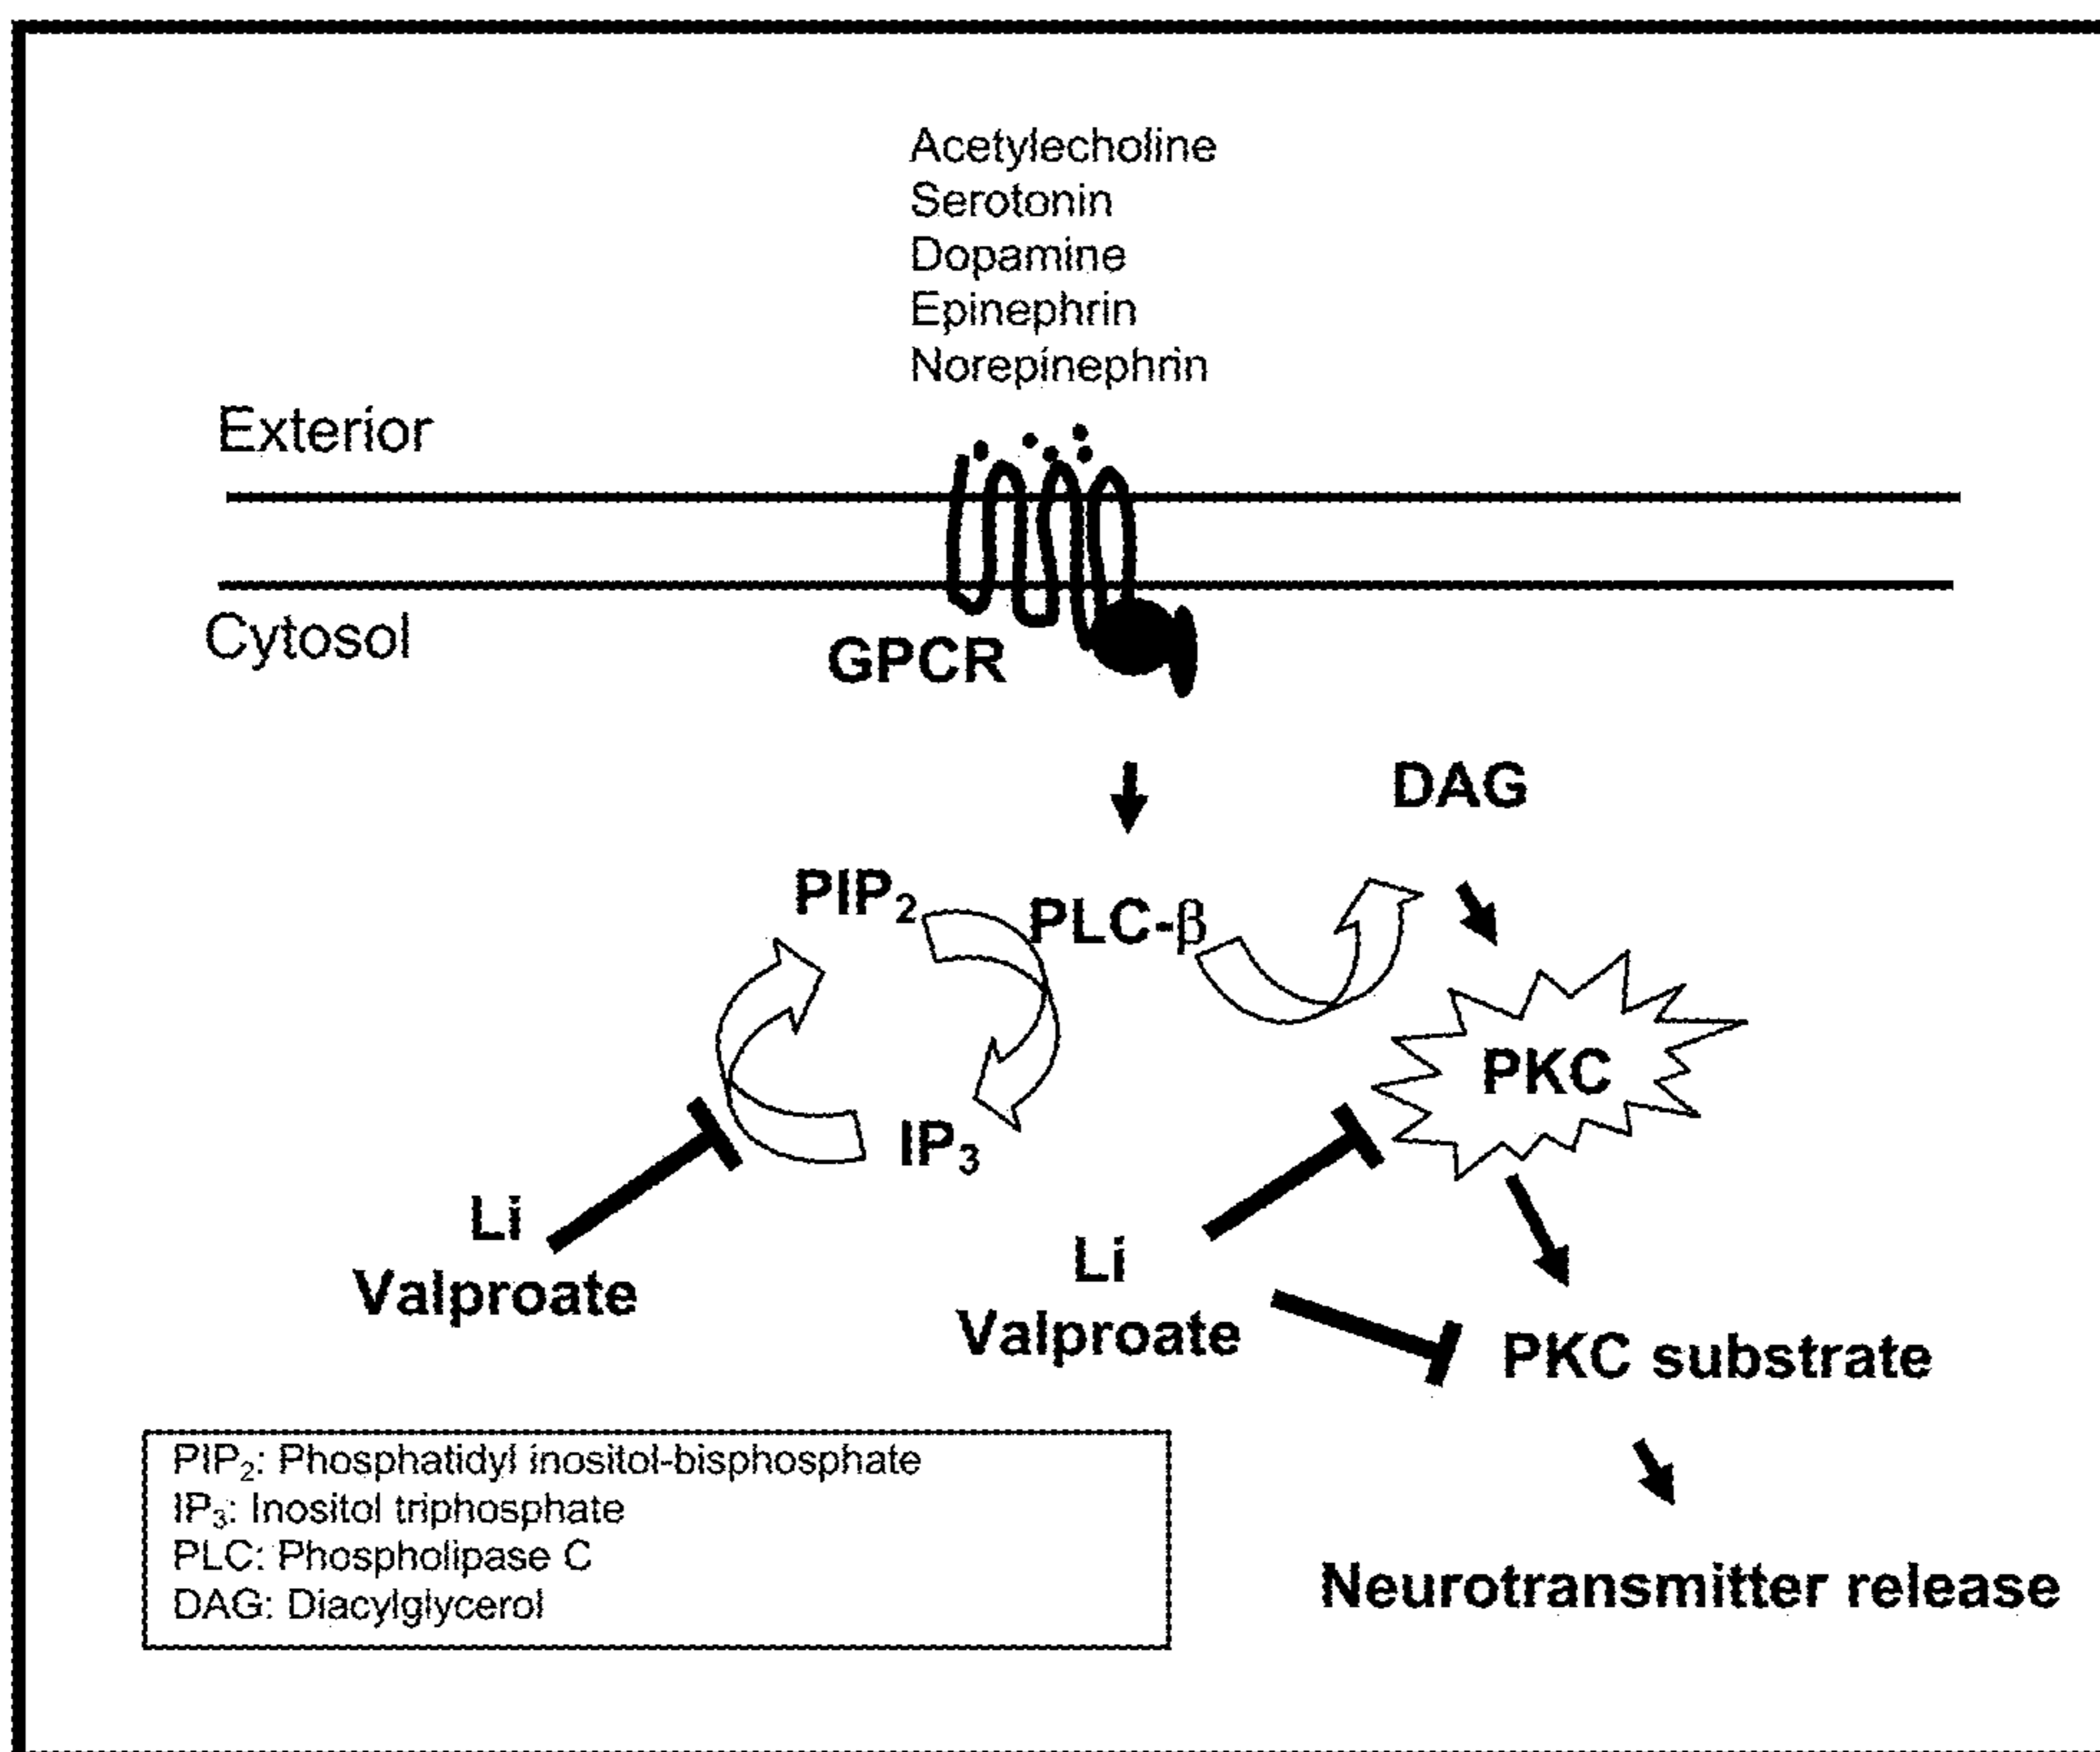 Acetylecholine
Serotonin
Dopamine
Epinephrin
Norepinephrin
Exterior
Cytosol
GPCR
DAG
PIP₂
PLC-β
PKC
IP₃
Li
Valproate
Li
Valproate
PKC substrate
Neurotransmitter release
PIP₂: Phosphatidyl inositol-bisphosphate
IP₃: Inositol triphosphate
PLC: Phospholipase C
DAG: Diacylglycerol